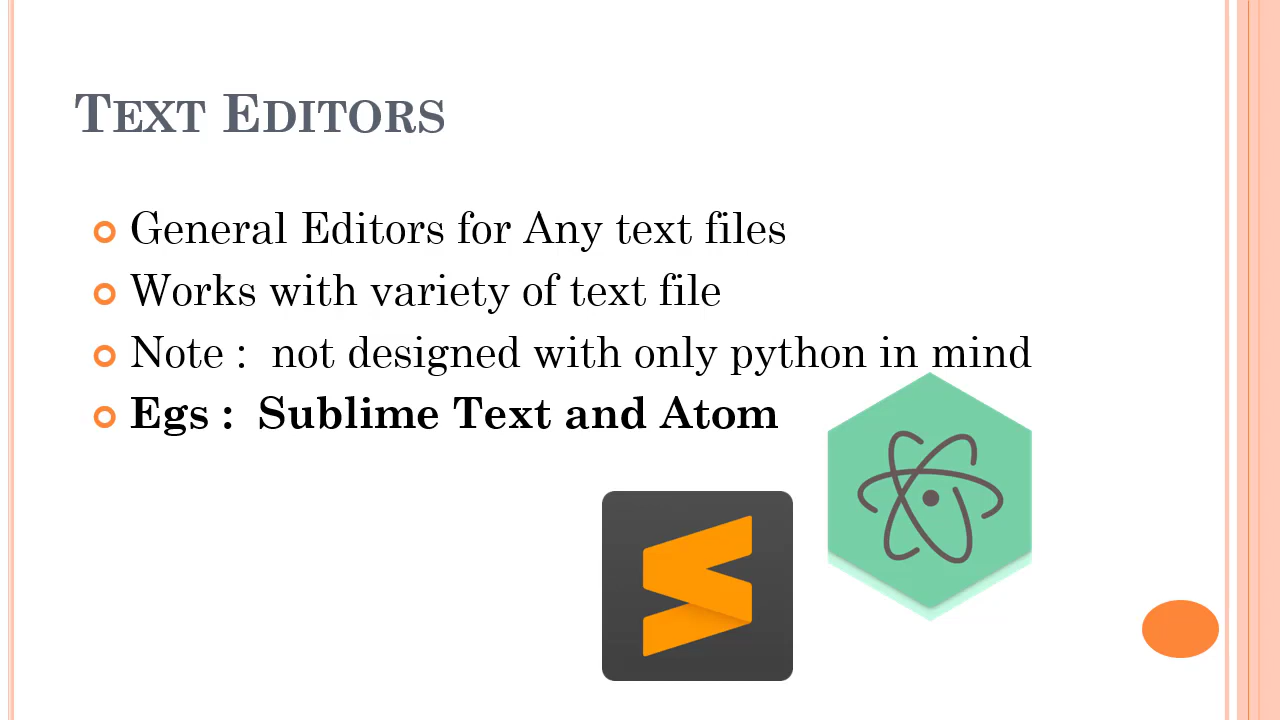 TEXT EDITORS
General Editors for Any text files
Works with variety of text file
Note : not designed with only python in mind
Egs : Sublime Text and Atom